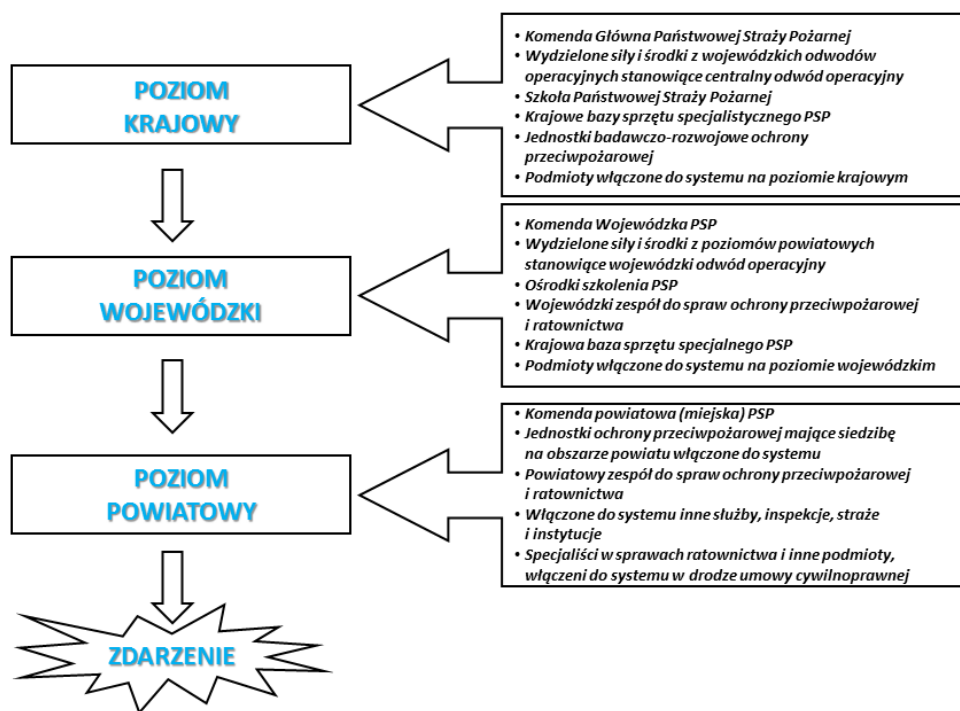 POZIOM
KRAJOWY
• Komenda Główna Państwowej Straży Pożarnej
• Wydzielone siły i środki z wojewódzkich odwodów
operacyjnych stanowiące centralny odwód operacyjny
• Szkoła Państwowej Straży Pożarnej
• Krajowe bazy sprzętu specjalistycznego PSP
• Jednostki badawczo-rozwojowe ochrony
przeciwpożarowej
• Podmioty włączone do systemu na poziomie krajowym
POZIOM
WOJEWÓDZKI
• Komenda Wojewódzka PSP
• Wydzielone siły i środki z poziomów powiatowych
stanowiące wojewódzki odwód operacyjny
• Ośrodki szkolenia PSP
• Wojewódzki zespół do spraw ochrony przeciwpożarowej
i ratownictwa
• Krajowa baza sprzętu specjalnego PSP
• Podmioty włączone do systemu na poziomie wojewódzkim
POZIOM
POWIATOWY
• Komenda powiatowa (miejska) PSP
• Jednostki ochrony przeciwpożarowej mające siedzibę
na obszarze powiatu włączone do systemu
• Powiatowy zespół do spraw ochrony przeciwpożarowej
i ratownictwa
• Włączone do systemu inne służby, inspekcje, straże
i instytucje
• Specjaliści w sprawach ratownictwa i inne podmioty,
włączeni do systemu w drodze umowy cywilnoprawnej
ZDARZENIE